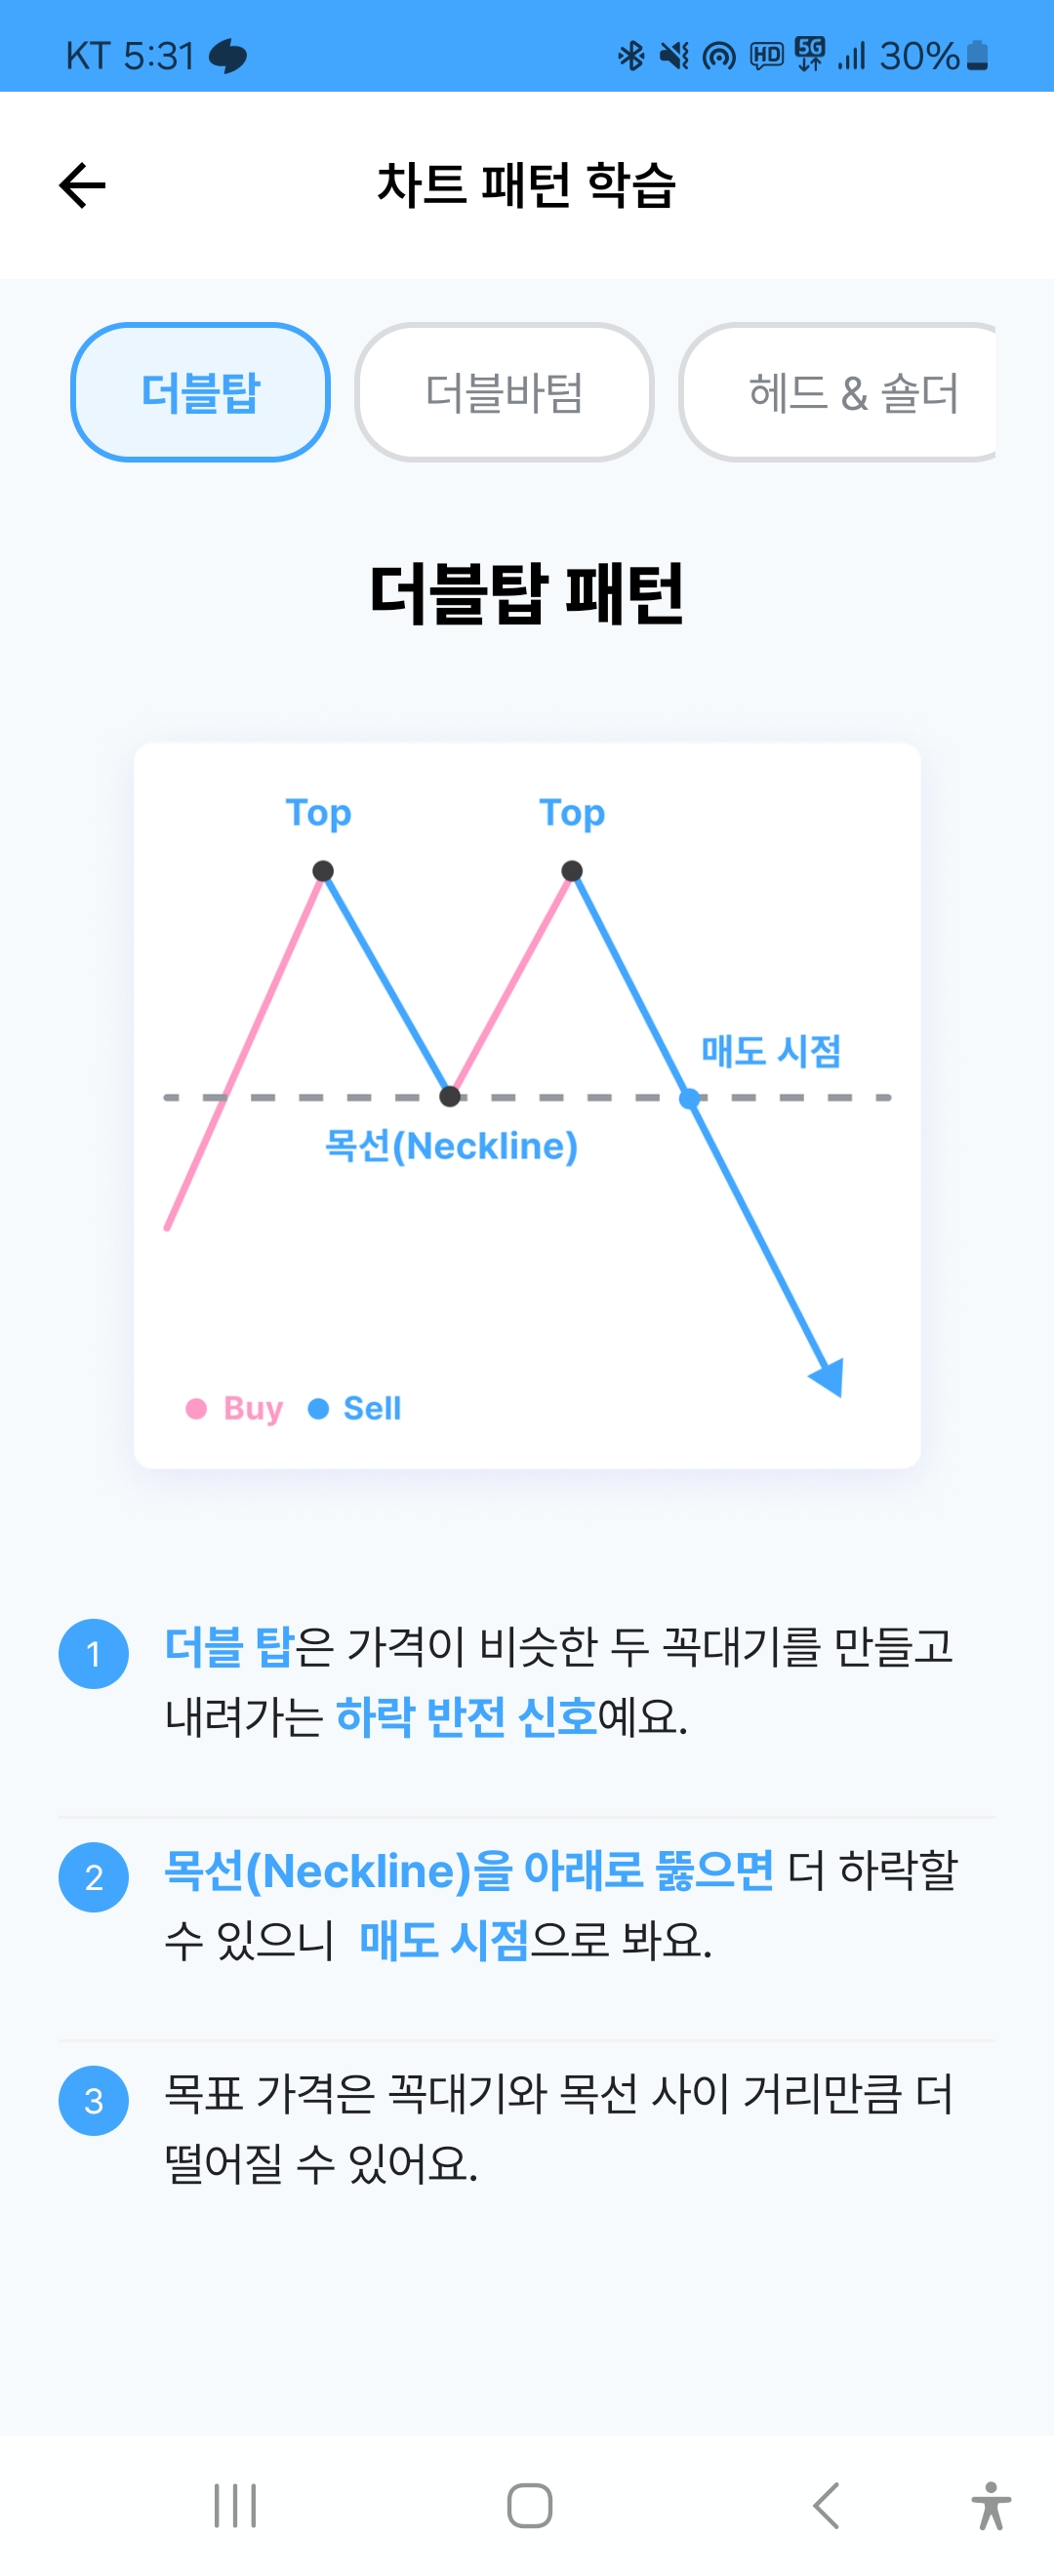 KT 5:31 HD 5G 30%
차트 패턴 학습
더블탑 더블바텀 헤드 & 숄더
더블탑 패턴
Top Top
매도 시점
목선(Neckline)
Buy Sell
1 더블 탑은 가격이 비슷한 두 꼭대기를 만들고
내려가는 하락 반전 신호예요.
2 목선(Neckline)을 아래로 뚫으면 더 하락할
수 있으니 매도 시점으로 봐요.
3 목표 가격은 꼭대기와 목선 사이 거리만큼 더
떨어질 수 있어요.